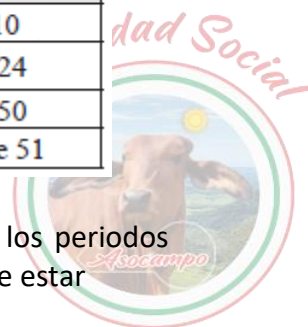 dad Social
10
24
50
e 51
los periodos
Asocampo
e estar